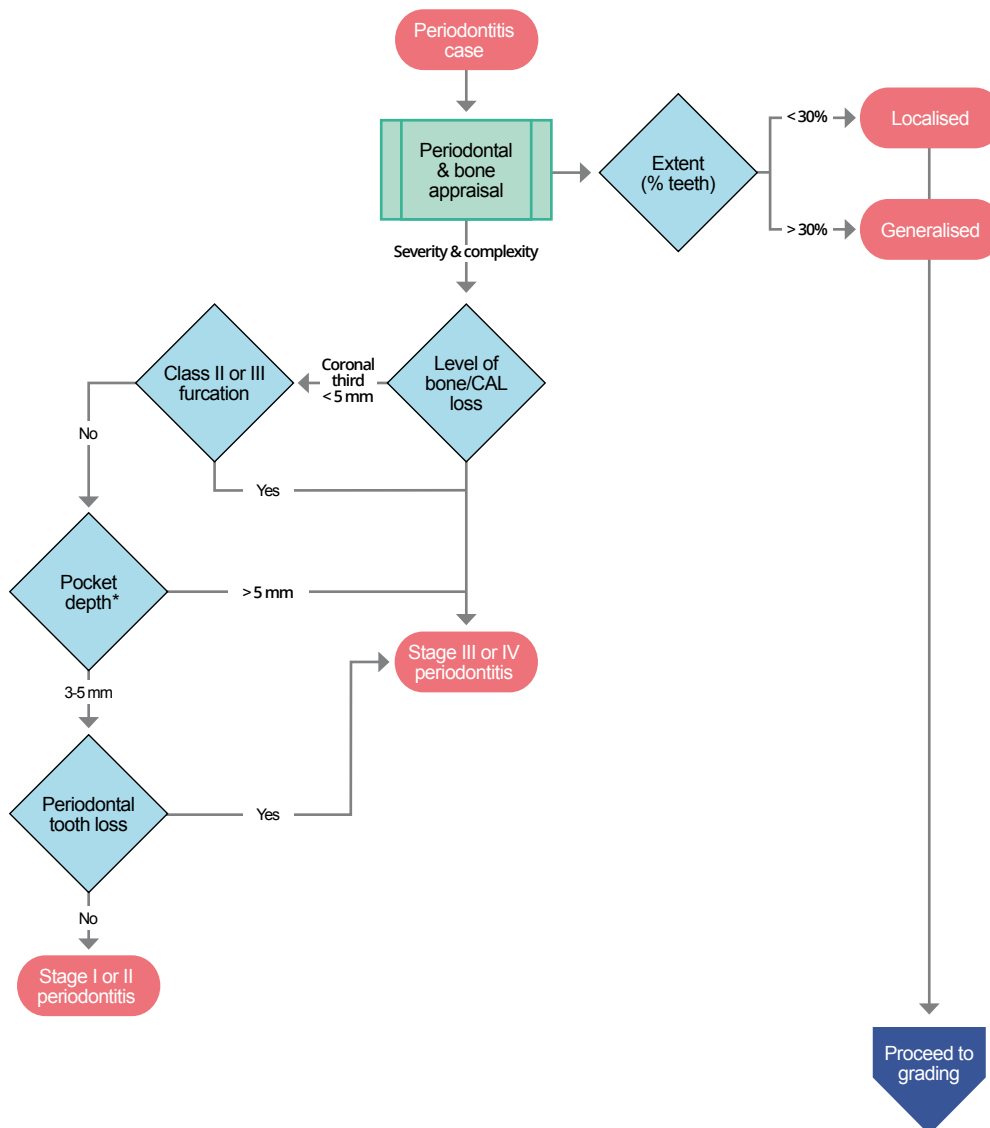 Periodontitis
case
Periodontal
& bone
appraisal
Extent
(% teeth)
< 30%
Localised
> 30%
Generalised
Severity & complexity
Level of
bone/CAL
loss
Coronal
third
< 5 mm
Class II or III
furcation
No
Yes
Pocket
depth*
> 5 mm
Stage III or IV
periodontitis
3-5 mm
Periodontal
tooth loss
Yes
No
Stage I or II
periodontitis
Proceed to
grading